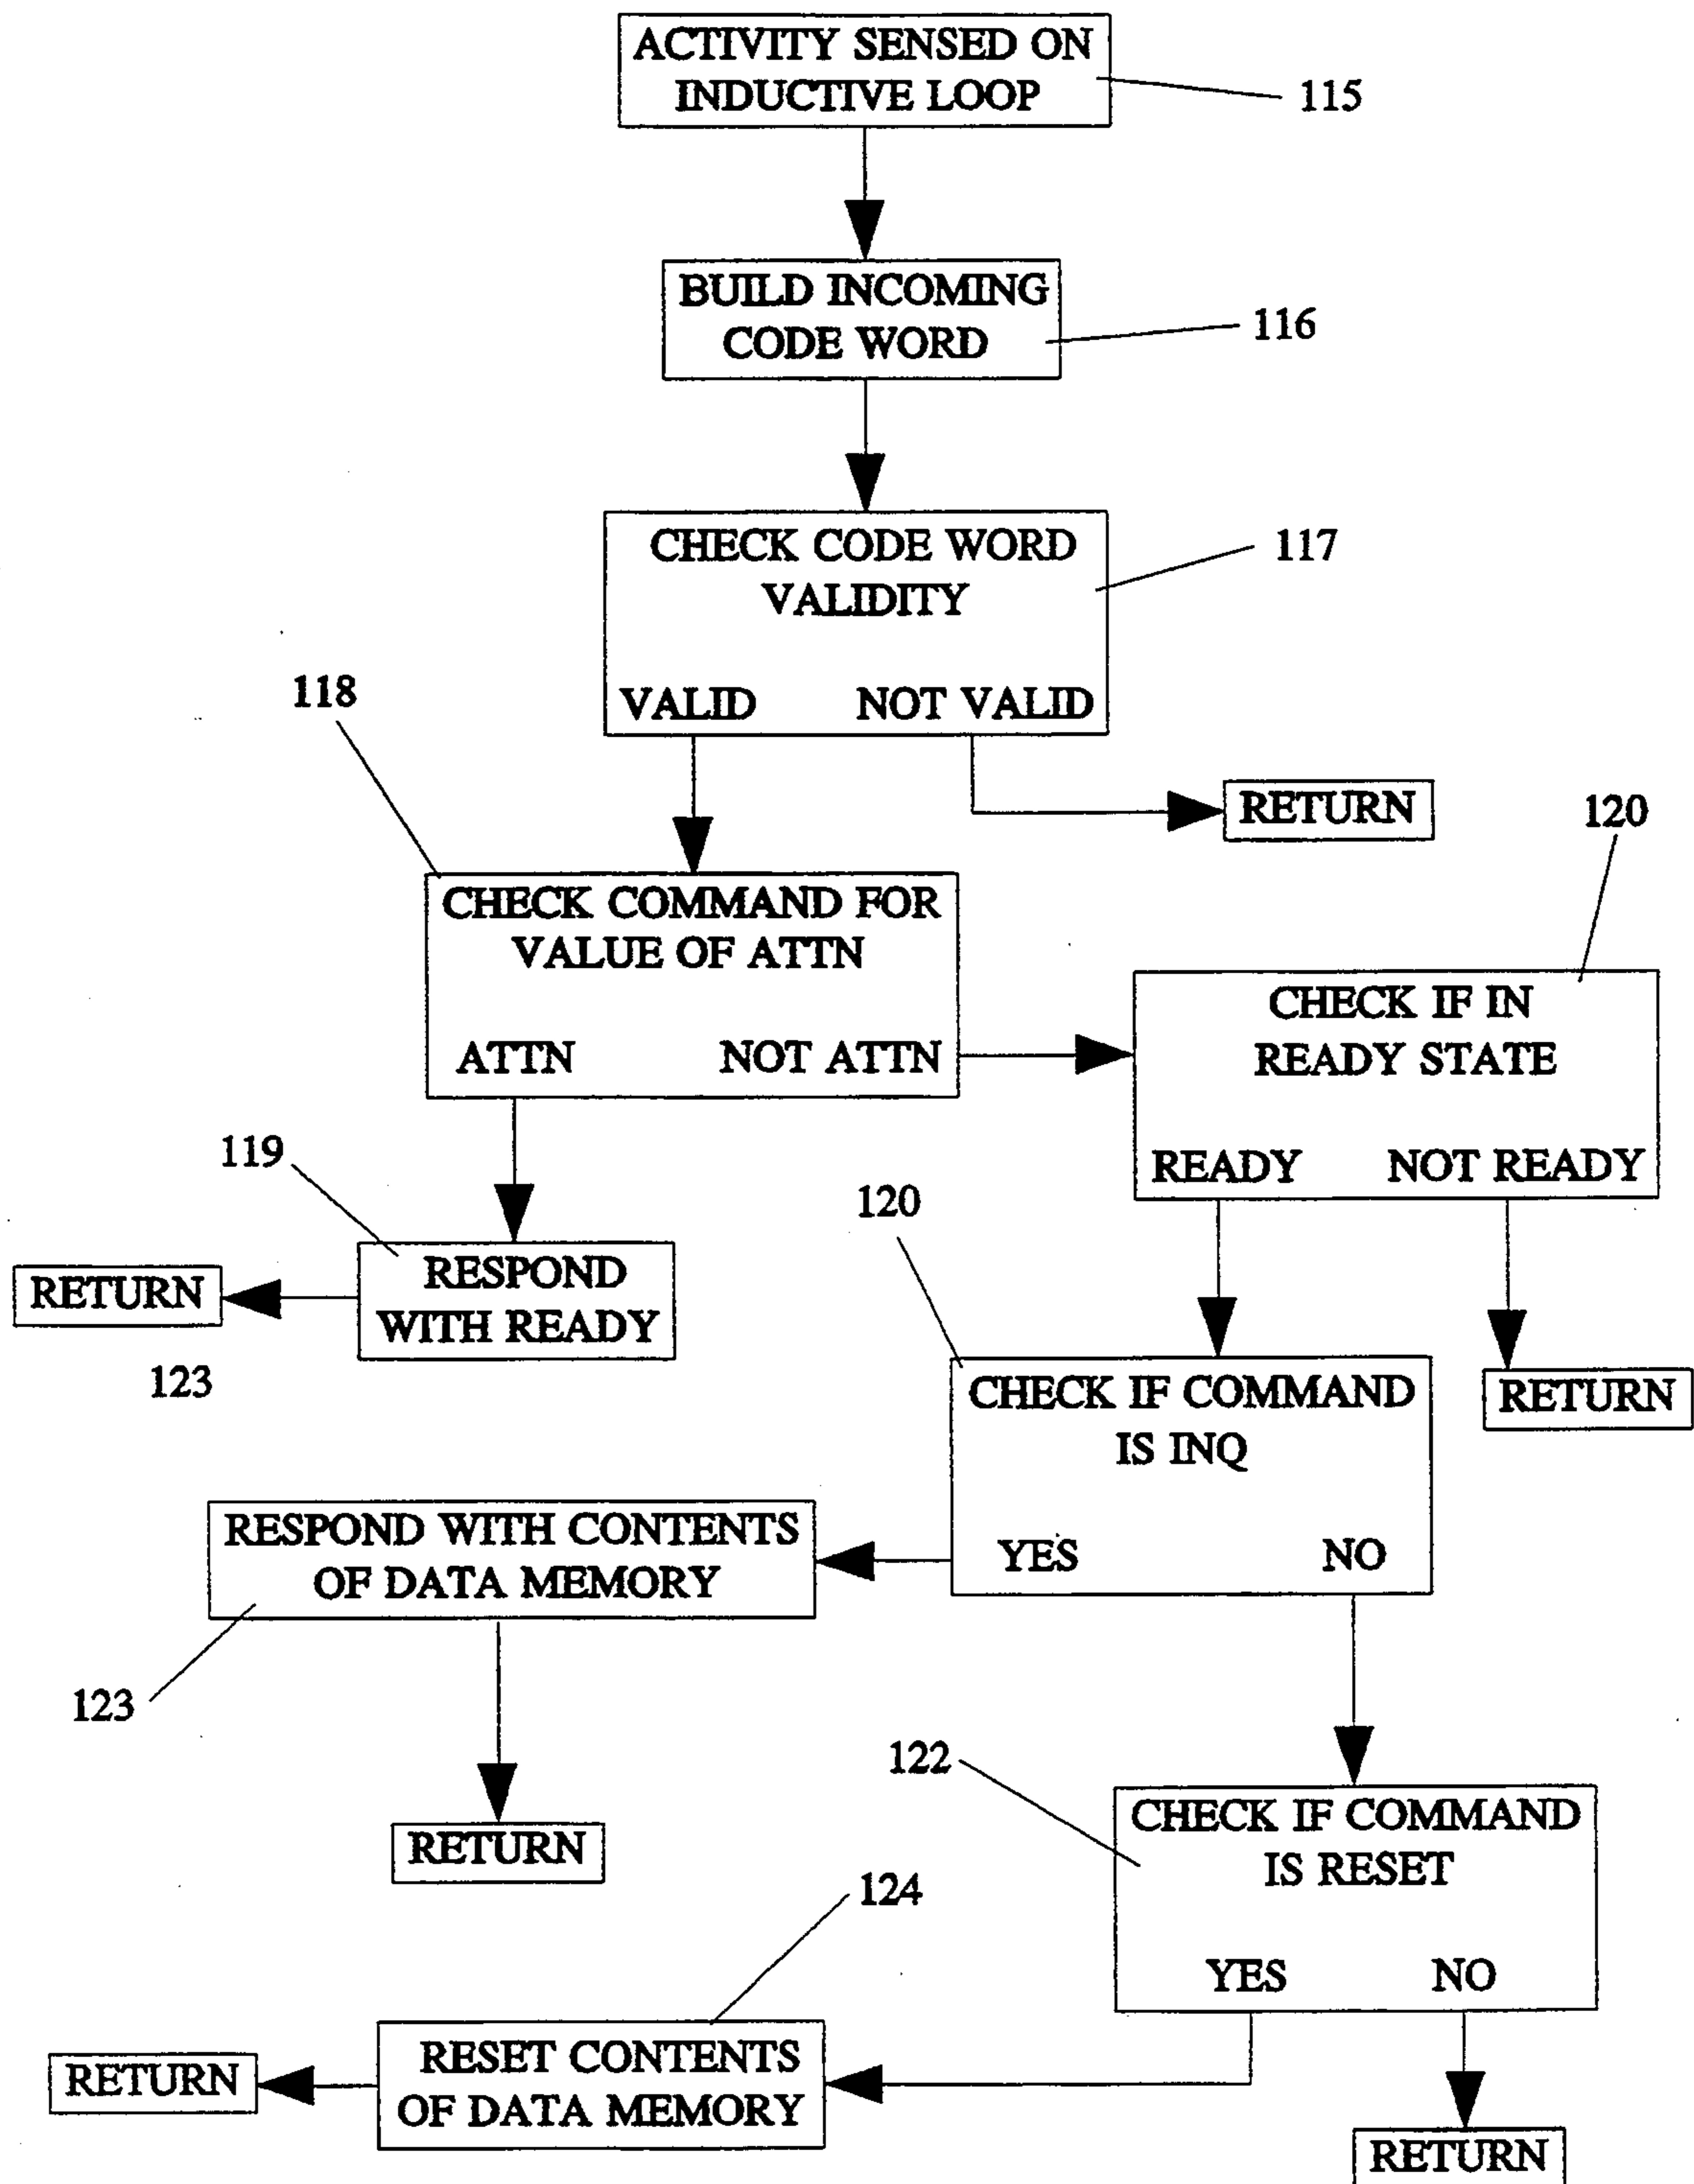 ACTIVITY SENSED ON
INDUCTIVE LOOP
115
BUILD INCOMING
CODE WORD
116
CHECK CODE WORD
VALIDITY
117
VALID NOT VALID
118
RETURN
120
CHECK COMMAND FOR
VALUE OF ATTN
ATTN NOT ATTN
CHECK IF IN
READY STATE
READY NOT READY
119
120
RESPOND
WITH READY
RETURN
123
CHECK IF COMMAND
IS INQ
YES NO
RETURN
RESPOND WITH CONTENTS
OF DATA MEMORY
123
RETURN
122
CHECK IF COMMAND
IS RESET
YES NO
124
RESET CONTENTS
OF DATA MEMORY
RETURN
RETURN